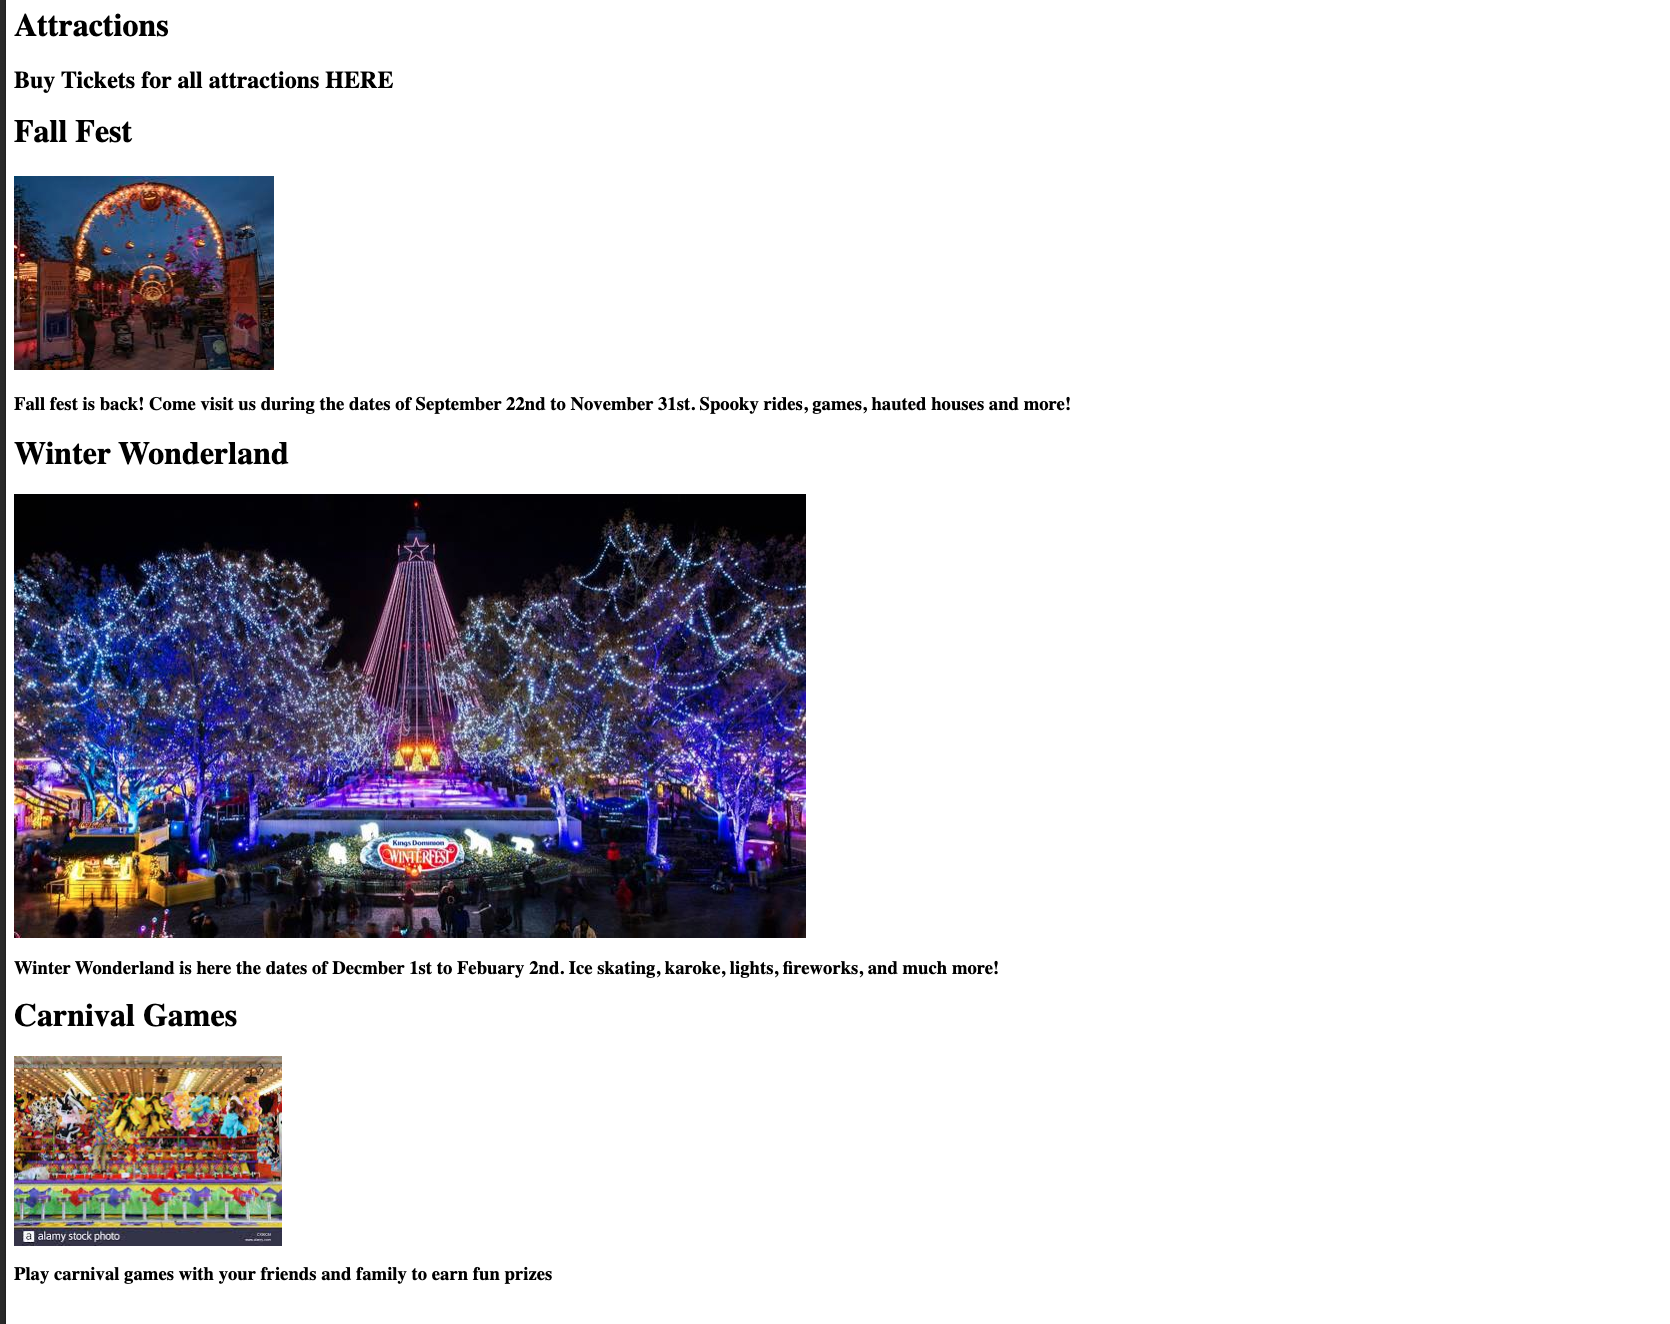 Attractions
Buy Tickets for all attractions HERE
Fall Fest
Fall fest is back! Come visit us during the dates of September 22nd to November 31st. Spooky rides, games, hauted houses and more!
Winter Wonderland
Kings Dominion
WINTERFEST
Winter Wonderland is here the dates of Decmber 1st to Febuary 2nd. Ice skating, karoke, lights, fireworks, and much more!
Carnival Games
a alamy stock photo
Play carnival games with your friends and family to earn fun prizes